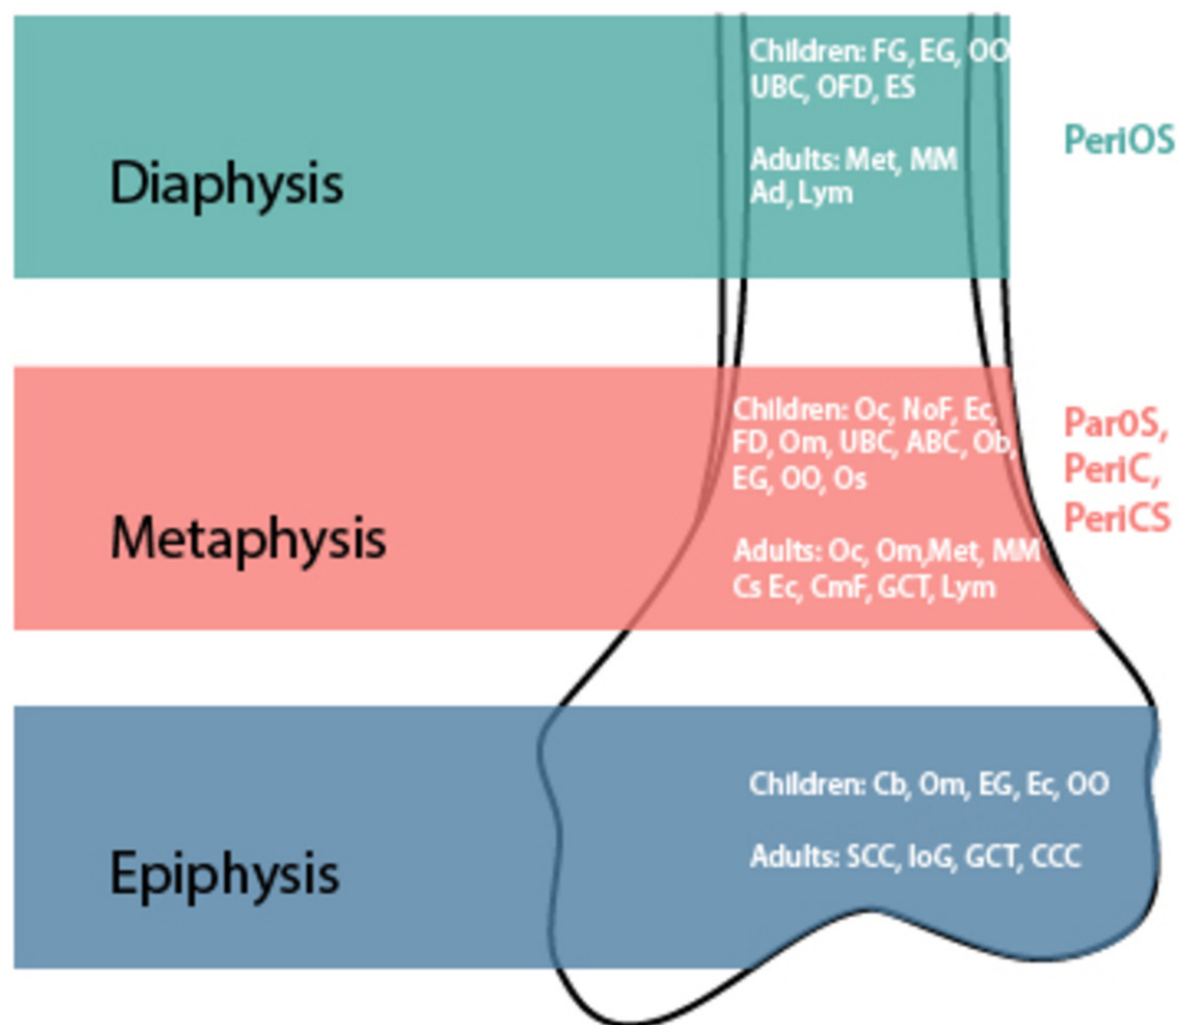 Children: FG, EG, OO
UBC, OFD, ES
PeriOS
Adults: Met, MM
Ad, Lym
Diaphysis
Children: Oc, NoF, Ec,
FD, Om, UBC, ABC, Ob,
EG, OO, Os
Adults: Oc, Om,Met, MM
Cs Ec, CmF, GCT, Lym
Metaphysis
ParOS,
PeriC,
PeriCS
Children: Cb, Om, EG, Ec, OO
Adults: SCC, IoG, GCT, CCC
Epiphysis